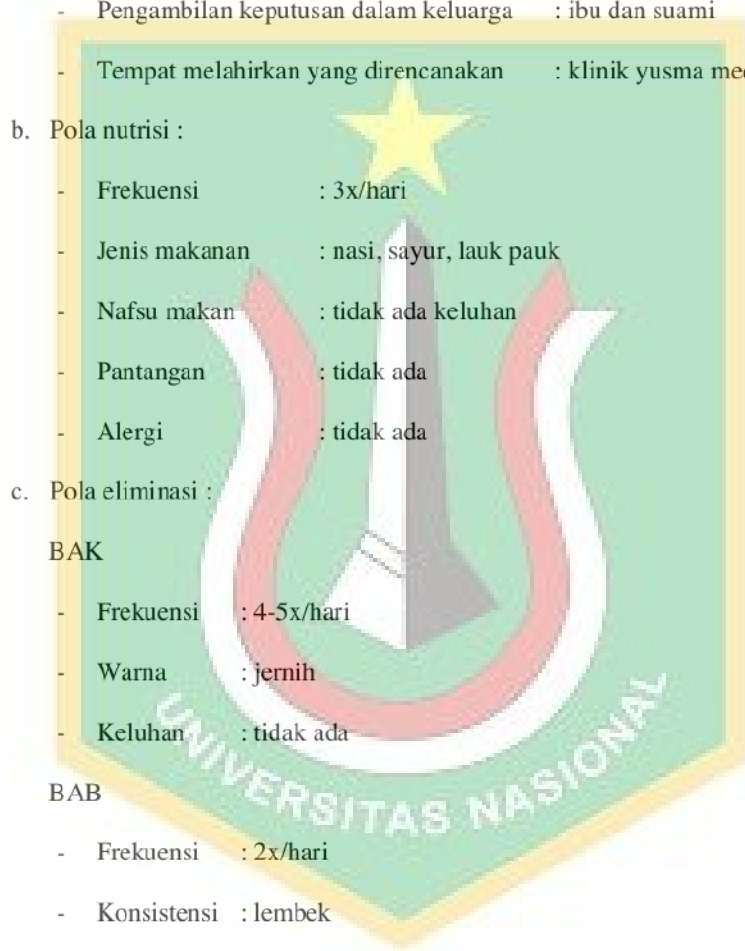 - Pengambilan keputusan dalam keluarga : ibu dan suami
- Tempat melahirkan yang direncanakan : klinik yusma
b. Pola nutrisi :
- Frekuensi : 3x/hari
- Jenis makanan : nasi, sayur, lauk pauk
- Nafsu makan : tidak ada keluhan
- Pantangan : tidak ada
- Alergi : tidak ada
c. Pola eliminasi :
BAK
- Frekuensi : 4-5x/hari
- Warna : jernih
- Keluhan : tidak ada
UNIVERSITAS NASIONAL
BAB
- Frekuensi : 2x/hari
- Konsistensi : lembek